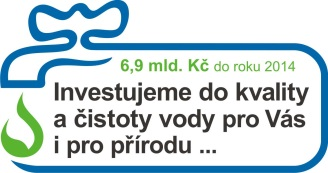 6,9 mld. Kč do roku 2014
Investujeme do kvality
a čistoty vody pro Vás
i pro přírodu ...